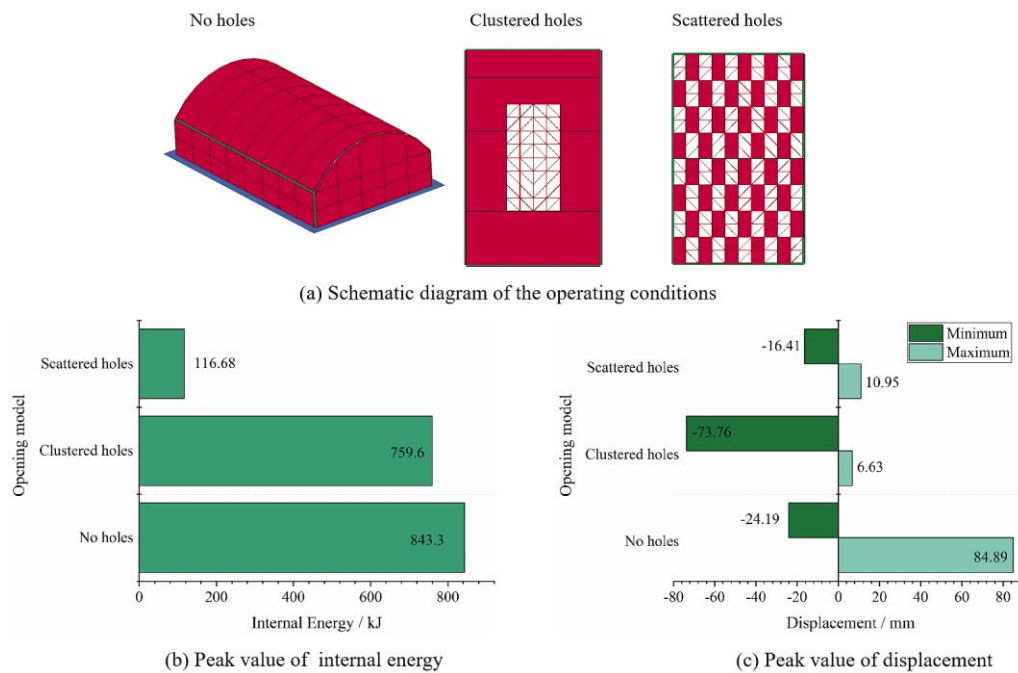 No holes
Clustered holes
Scattered holes
(a) Schematic diagram of the operating conditions
Opening model
Scattered holes
Clustered holes
No holes
116.68
759.6
843.3
0
200
400
600
800
Internal Energy / kJ
(b) Peak value of internal energy
Minimum
Maximum
Opening model
Scattered holes
Clustered holes
No holes
-16.41
10.95
-73.76
6.63
-24.19
84.89
-80
-60
-40
-20
0
20
40
60
80
Displacement / mm
(c) Peak value of displacement